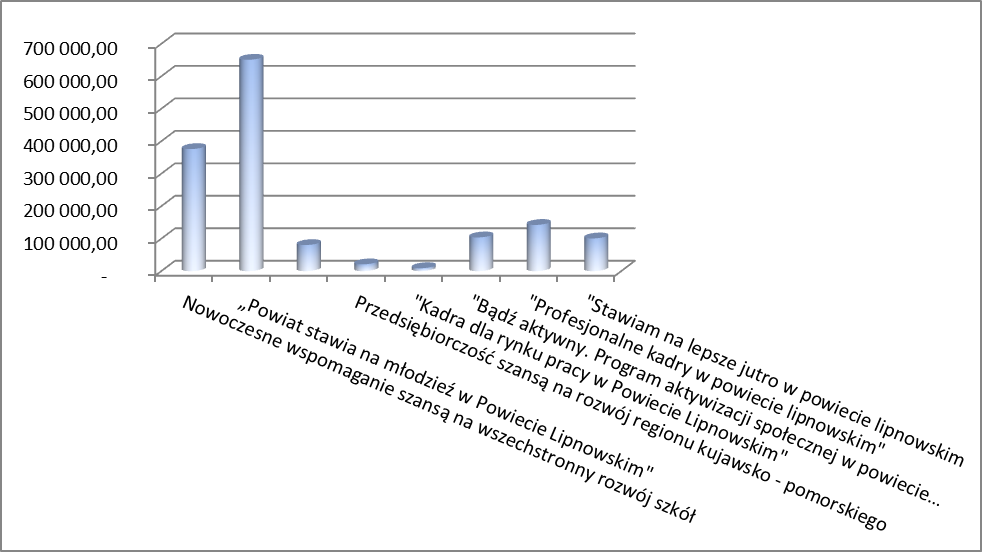 700 000,00
600 000,00
500 000,00
400 000,00
300 000,00
200 000,00
100 000,00
-
Nowoczesne wspomaganie szansą na wszechstronny rozwój szkół
„Powiat stawia na młodzież w Powiecie Lipnowskim"
Przedsiębiorczość szansą na rozwój regionu kujawsko - pomorskiego
"Kadra dla rynku pracy w Powiecie Lipnowskim"
"Bądź aktywny. Program aktywizacji społecznej w powiecie...
"Profesjonalne kadry w powiecie lipnowskim"
"Stawiam na lepsze jutro w powiecie lipnowskim